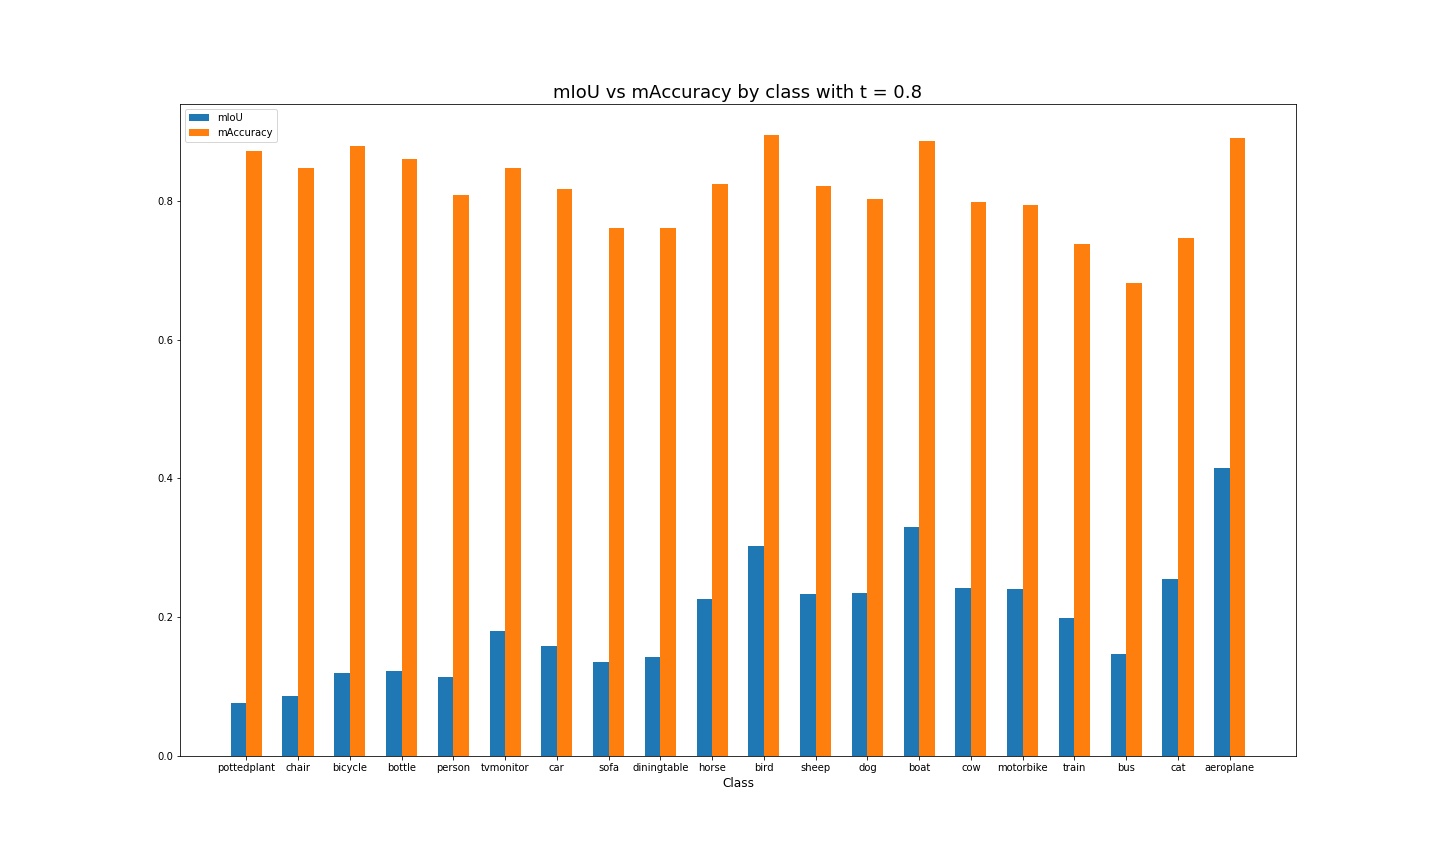 mIoU vs mAccuracy by class with t = 0.8
mIoU
mAccuracy
0.8
0.6
0.4
0.2
0.0
pottedplant chair bicycle bottle person tvmonitor car sofa diningtable horse bird sheep dog boat cow motorbike train bus cat aeroplane
Class